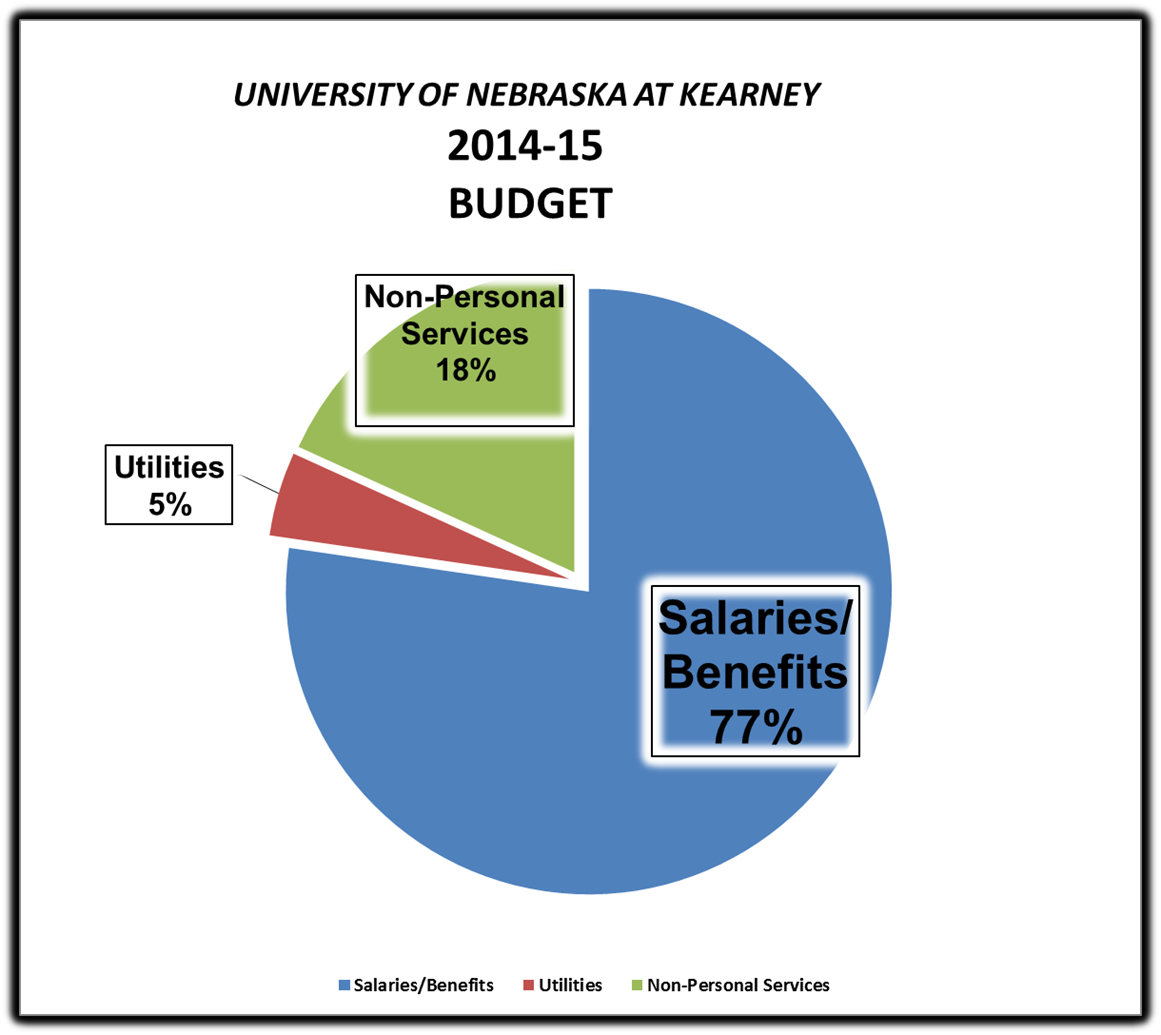 UNIVERSITY OF NEBRASKA AT KEARNEY
2014-15
BUDGET
Non-Personal
Services
18%
Utilities
5%
Salaries/
Benefits
77%
Salaries/Benefits Utilities Non-Personal Services